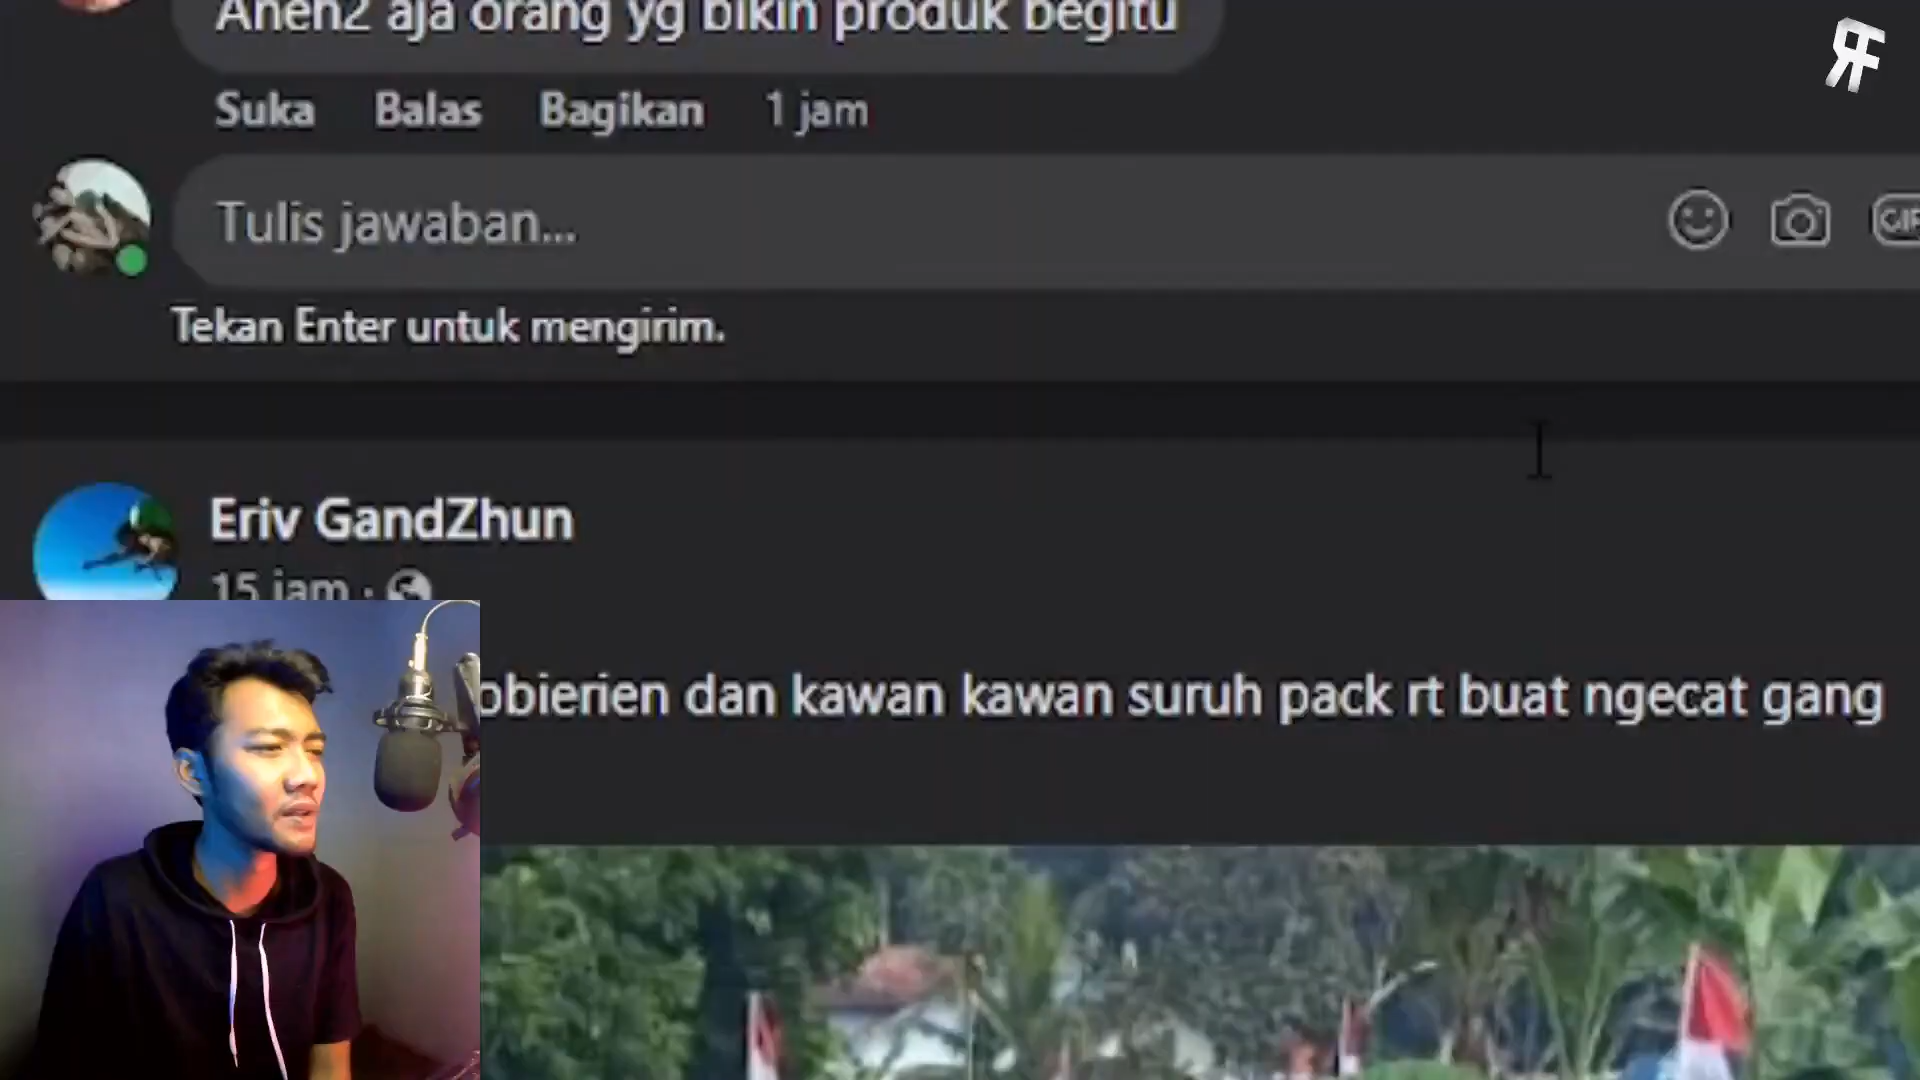 Aneh2 aja orang yg bikin produk begitu
Suka Balas Bagikan 1 jam
Tulis jawaban...
GIF
Tekan Enter untuk mengirim.
Eriv GandZhun
15 jam ·
obierien dan kawan kawan suruh pack rt buat ngecat gang